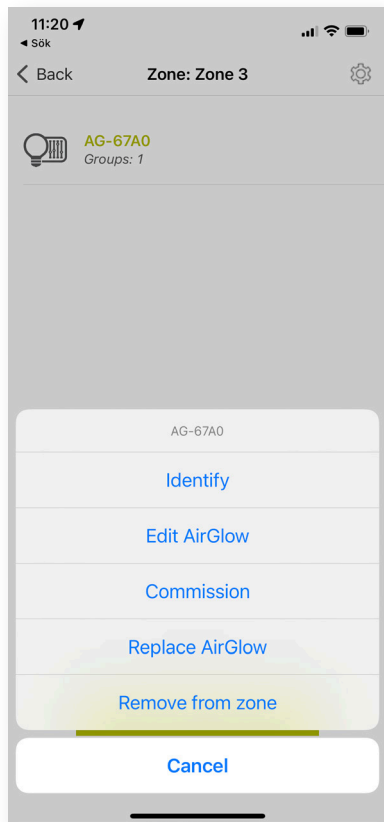 11:20
◀ Sök
Back
Zone: Zone 3
AG-67A0
Groups: 1
AG-67A0
Identify
Edit AirGlow
Commission
Replace AirGlow
Remove from zone
Cancel